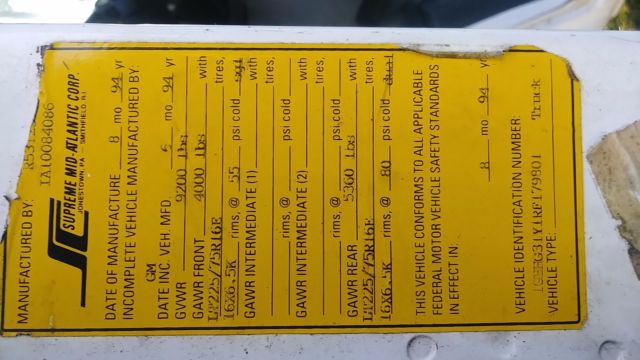 MANUFACTURED BY:
IA10084086
SUPREME MID-ATLANTIC CORP.
JONESTOWN, PA SMITHFIELD, R.I.
DATE OF MANUFACTURE 8 mo 94 yr
INCOMPLETE VEHICLE MANUFACTURED BY:
GM
DATE INC. VEH. MFD. 5 mo 94 yr
GVWR 9200 lbs
GAWR FRONT 4000 lbs with
LT225/75R16E tires,
16X6.5K rims, @ 55 psi cold sgl
GAWR INTERMEDIATE (1) with
tires,
rims, @ psi cold
GAWR INTERMEDIATE (2) with
tires,
rims, @ psi cold
GAWR REAR 5360 lbs with
LT225/75R16E tires,
16X6.5K rims, @ 80 psi cold dual
THIS VEHICLE CONFORMS TO ALL APPLICABLE
FEDERAL MOTOR VEHICLE SAFETY STANDARDS
IN EFFECT IN: 8 mo 94 yr
VEHICLE IDENTIFICATION NUMBER
VEHICLE TYPE: Truck